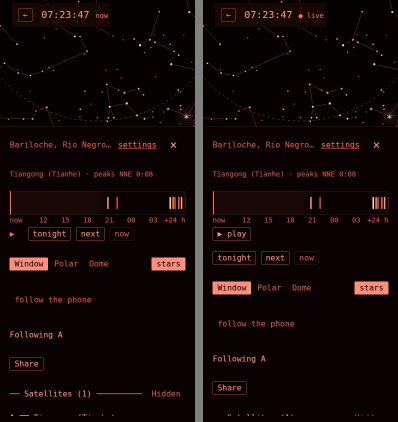 ← 07:23:47 now
Bariloche, Rio Negro… settings ×
Tiangong (Tianhe) · peaks NNE 0:08
now 12 15 18 21 00 03 +24 h
▶ tonight next now
Window Polar Dome stars
follow the phone
Following A
Share
Satellites (1) Hidden
← 07:23:47 ● live
Bariloche, Rio Negro… settings ×
Tiangong (Tianhe) · peaks NNE 0:08
now 12 15 18 21 00 03 +24 h
▶ play
tonight next now
Window Polar Dome stars
follow the phone
Following A
Share